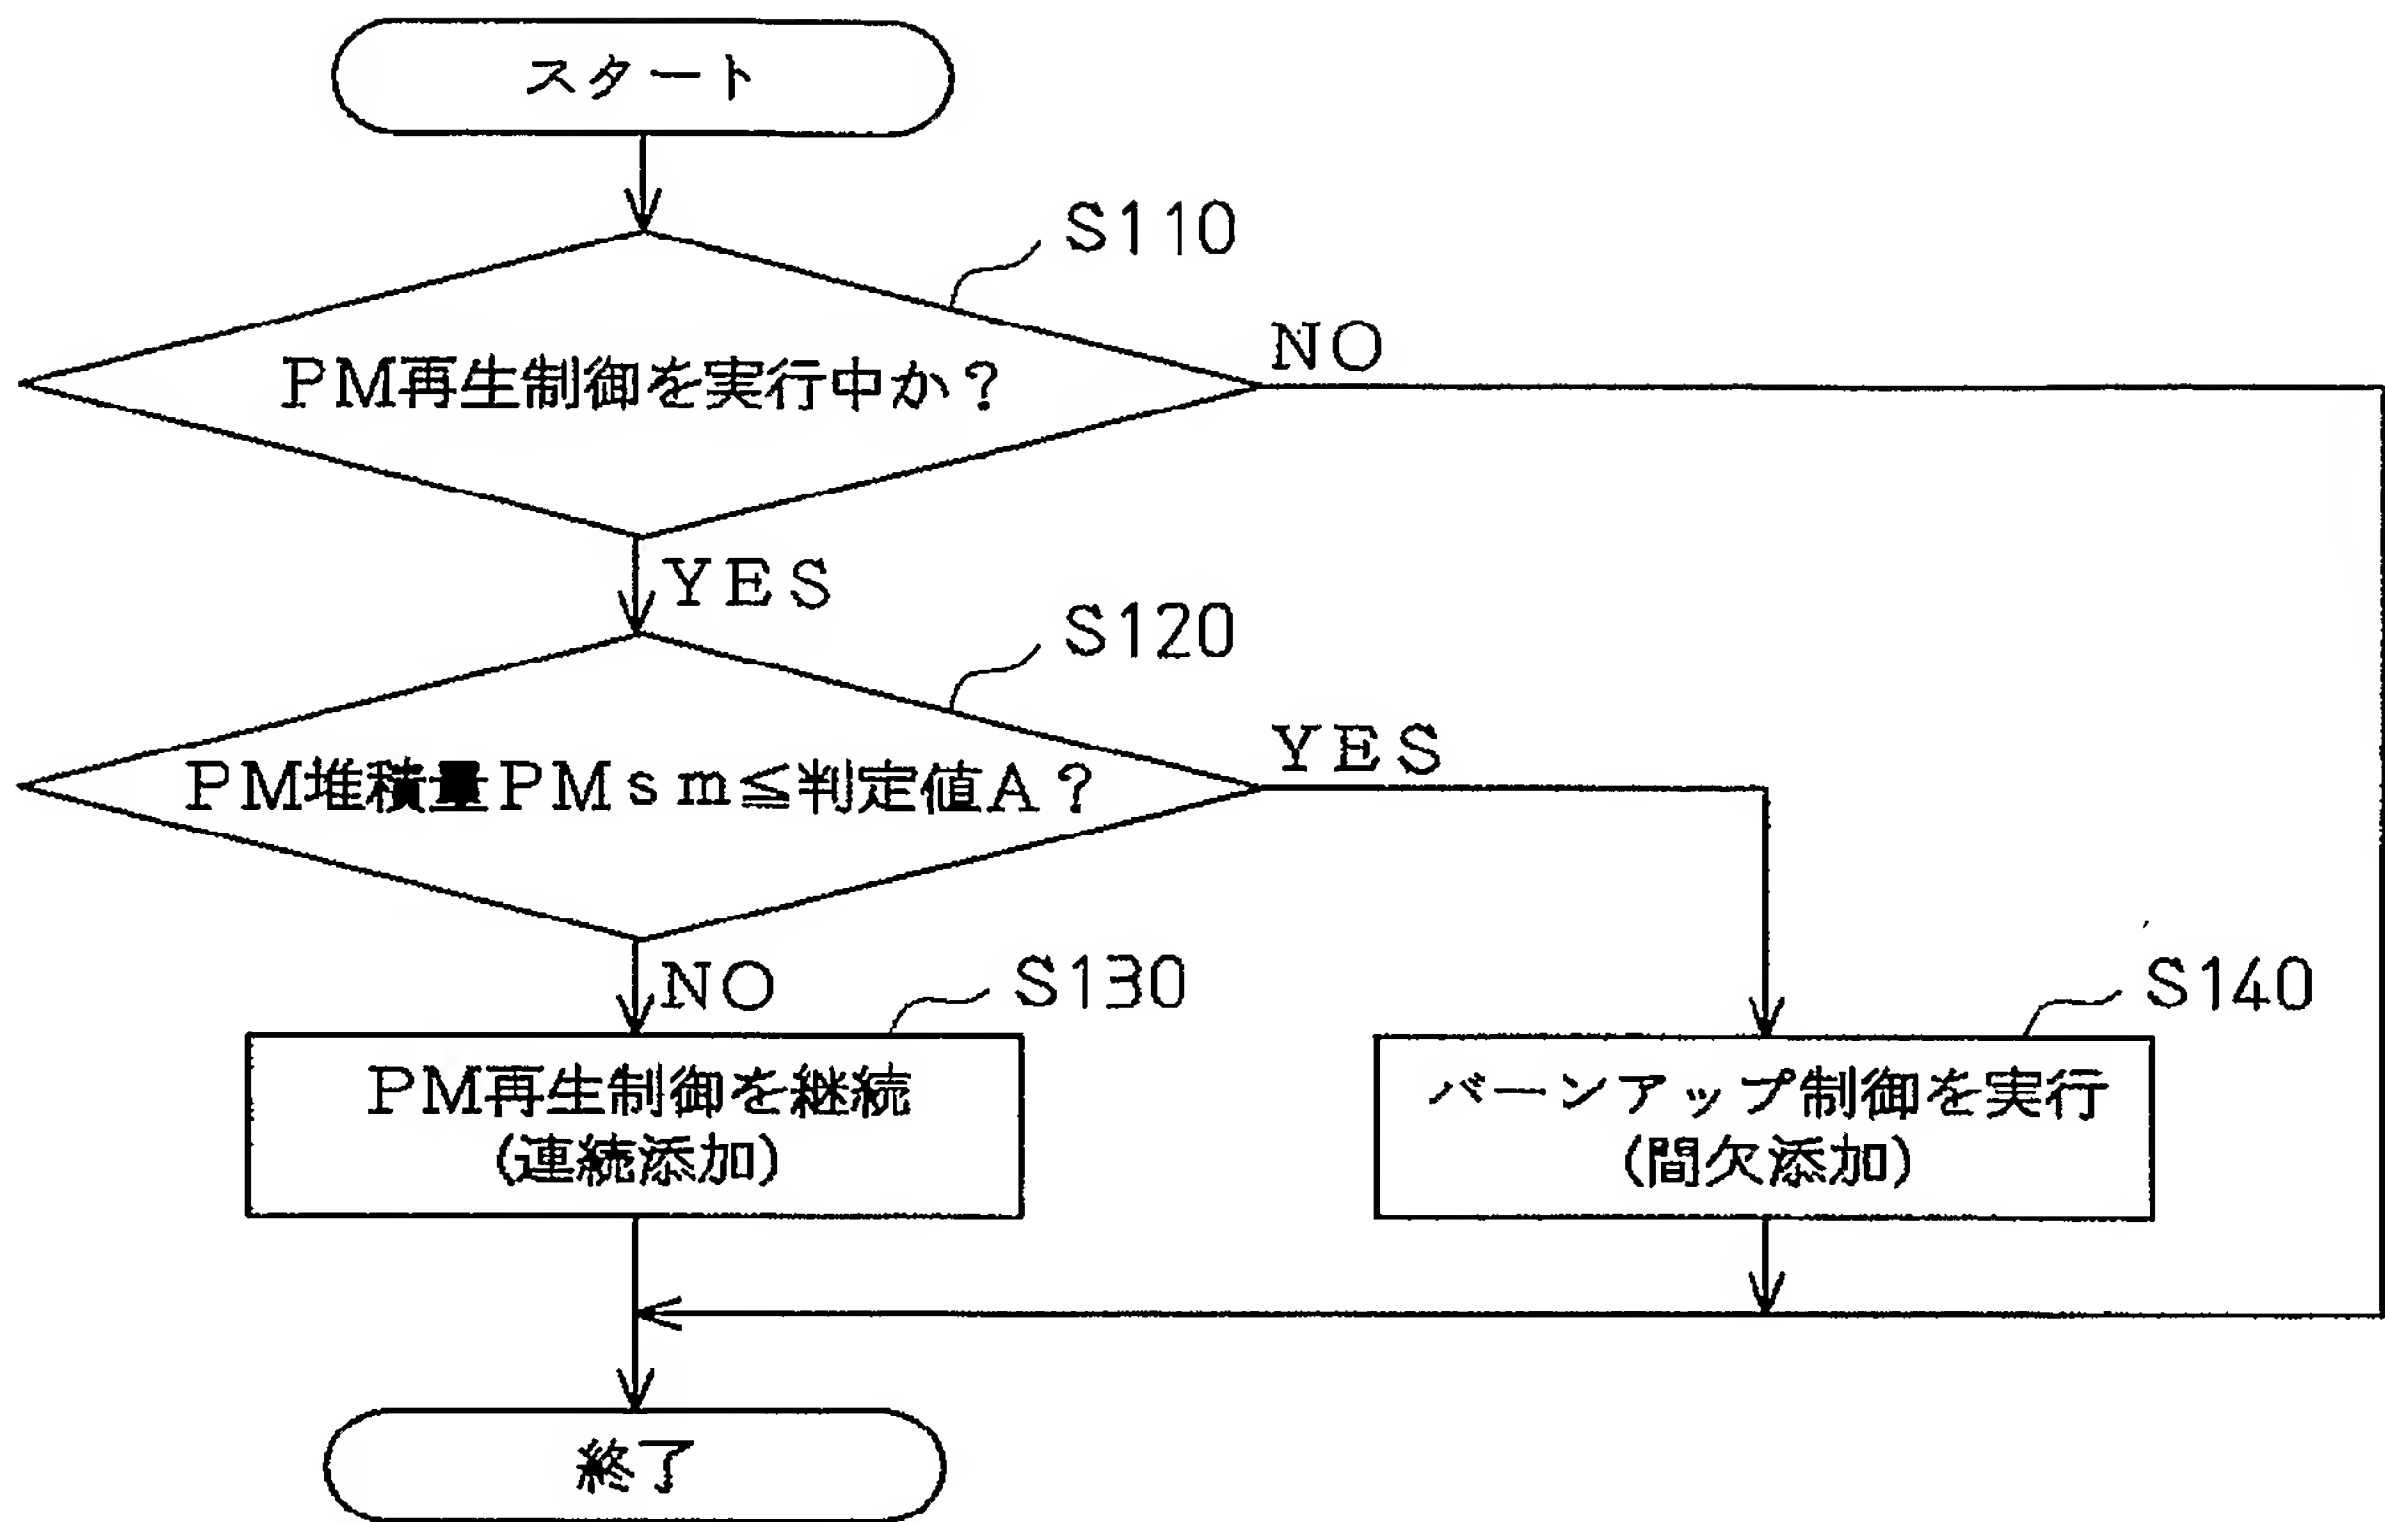 スタート
S110
PM再生制御を実行中か?
NO
YES
S120
PM堆積量PMsm≦判定値A?
YES
NO
S130
S140
PM再生制御を継続
(連続添加)
バーンアップ制御を実行
(間欠添加)
終了